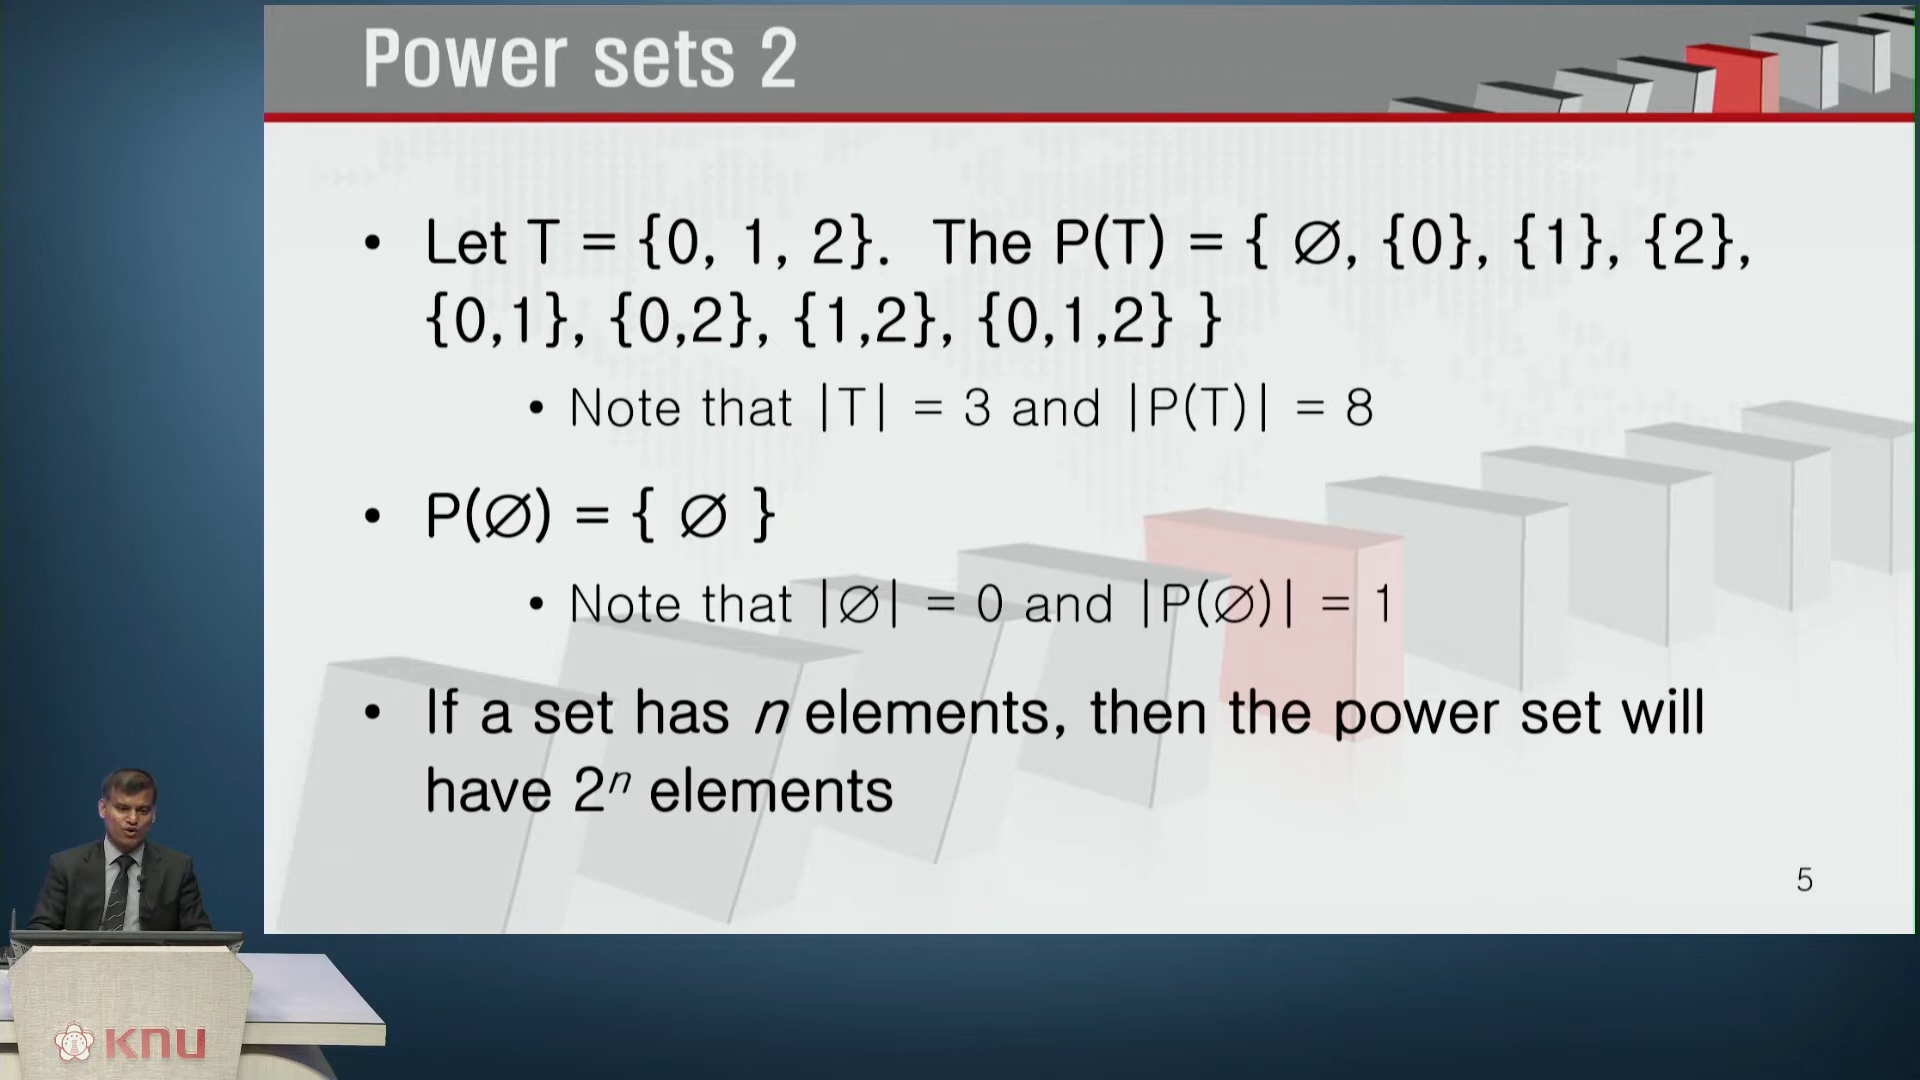 Power sets 2
• Let T = {0, 1, 2}. The P(T) = { ∅, {0}, {1}, {2},
{0,1}, {0,2}, {1,2}, {0,1,2} }
• Note that |T| = 3 and |P(T)| = 8
• P(∅) = { ∅ }
• Note that |∅| = 0 and |P(∅)| = 1
• If a set has n elements, then the power set will
have 2ⁿ elements
5
KNU